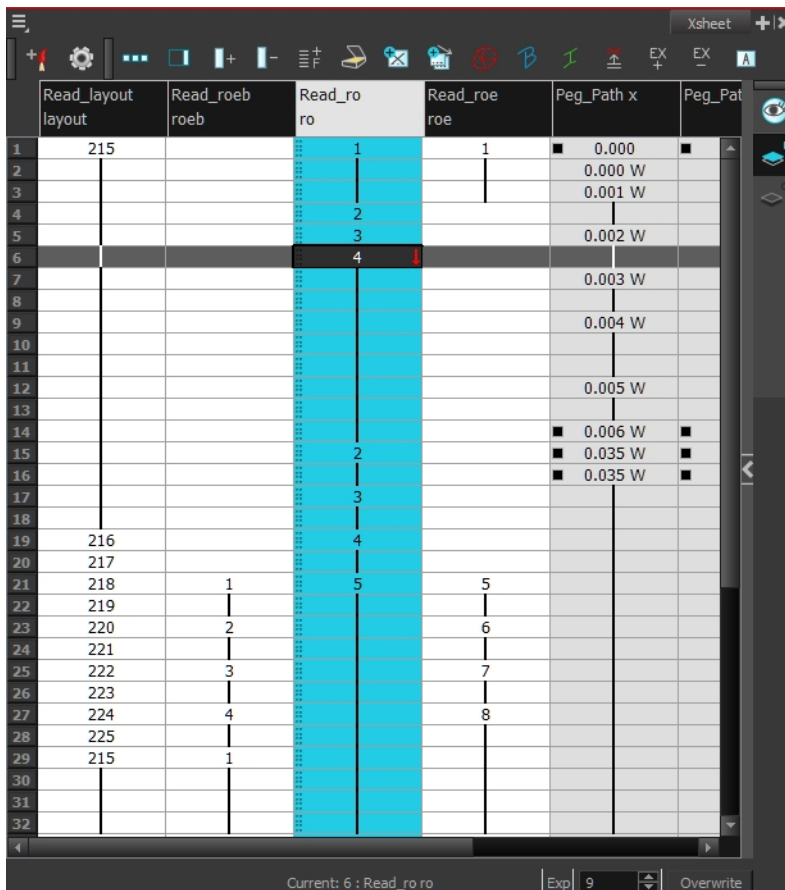 Xsheet
EX EX A
Read_layout Read_roeb Read_ro Read_roe Peg_Path x Peg_Pat
layout roeb ro roe
1 215 1 1 0.000
2 0.000 W
3 0.001 W
4 2
5 3 0.002 W
6 4
7 0.003 W
8
9 0.004 W
10
11
12 0.005 W
13
14 0.006 W
15 2 0.035 W
16 0.035 W
17 3
18
19 216 4
20 217
21 218 1 5 5
22 219
23 220 2 6
24 221
25 222 3 7
26 223
27 224 4 8
28 225
29 215 1
30
31
32
Current: 6 : Read_ro ro Exp 9 Overwrite